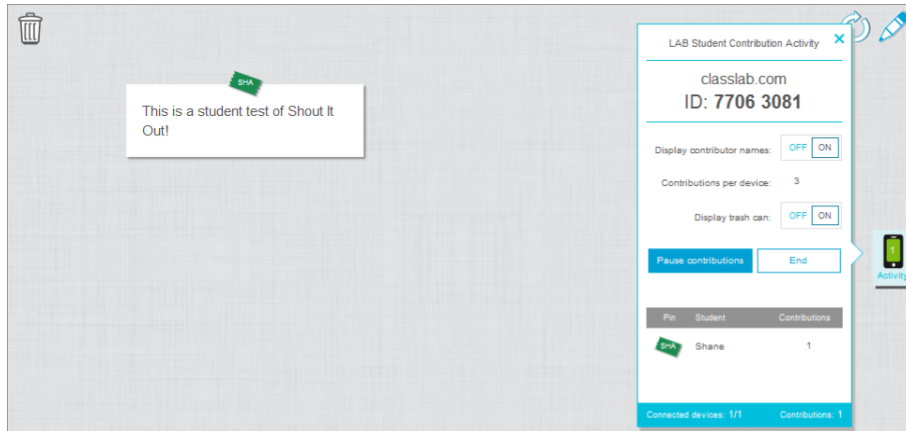 SHA
This is a student test of Shout It
Out!
LAB Student Contribution Activity
classlab.com
ID: 7706 3081
Display contributor names: OFF ON
Contributions per device: 3
Display trash can: OFF ON
Pause contributions End
1
Activity
Pin Student Contributions
SHA Shane 1
Connected devices: 1/1 Contributions: 1